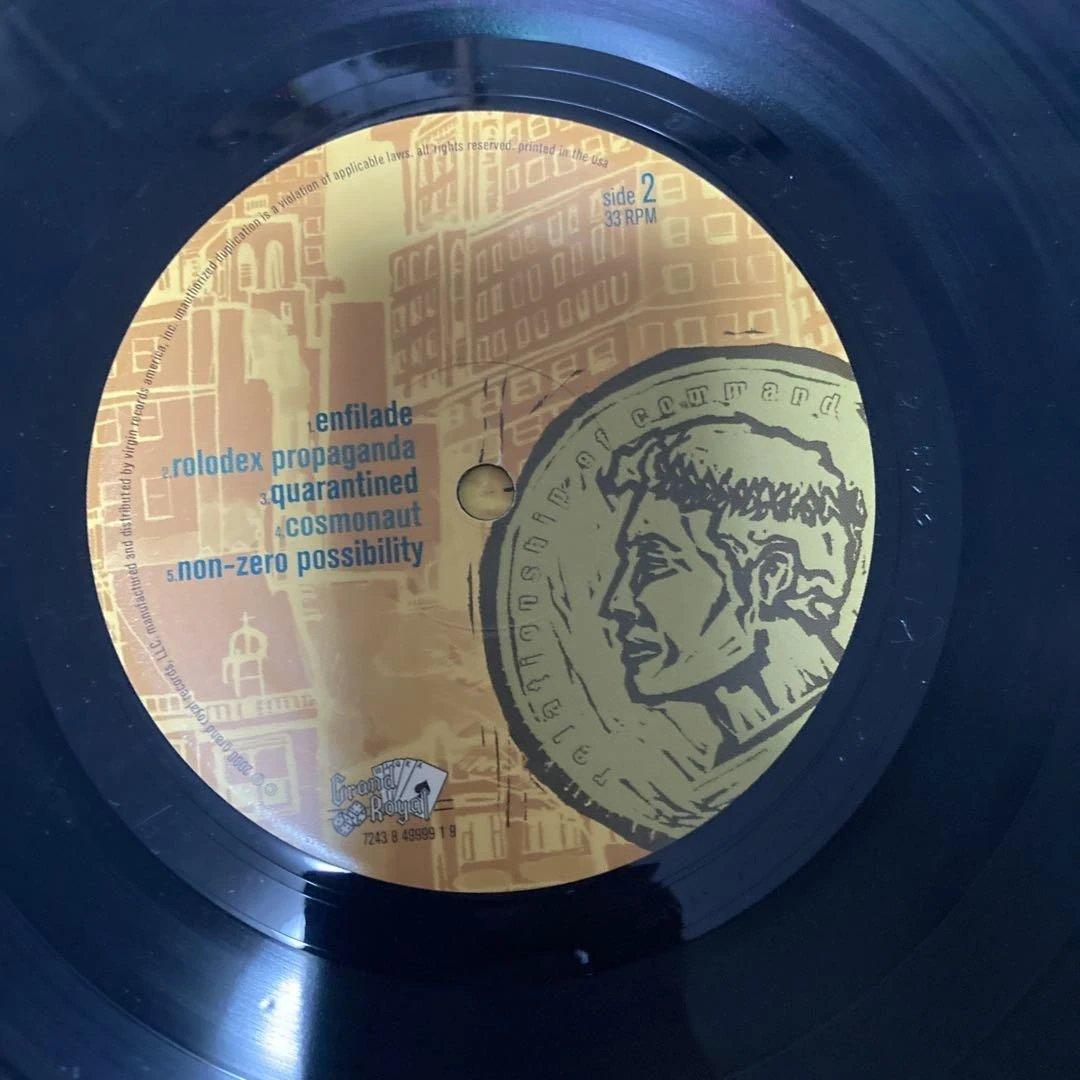 ℗ © 2000 grand royal records, LLC. manufactured and distributed by virgin records america, inc. unauthorized duplication is a violation of applicable laws. all rights reserved. printed in the usa
side 2
33 RPM
relationship of command
1. enfilade
2. rolodex propaganda
3. quarantined
4. cosmonaut
5. non-zero possibility
Grand
Royal
7243 8 49999 1 9